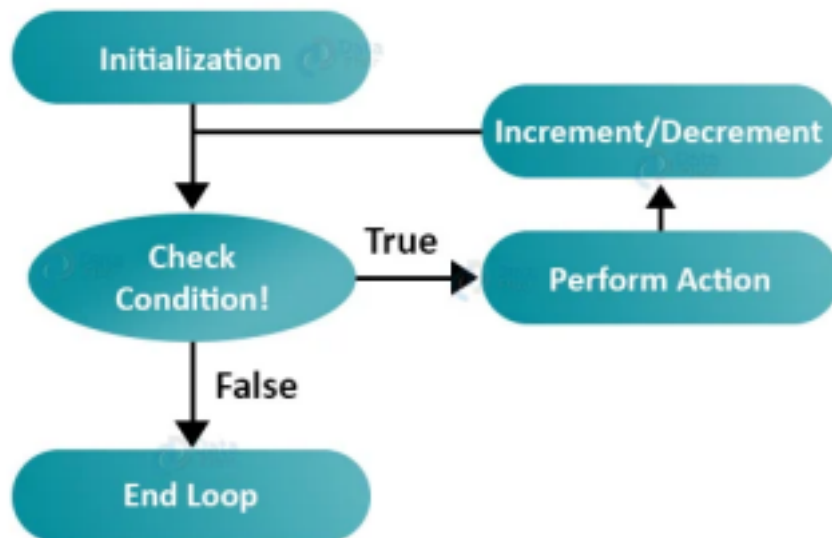 Initialization
Increment/Decrement
True
Check
Condition!
Perform Action
False
End Loop